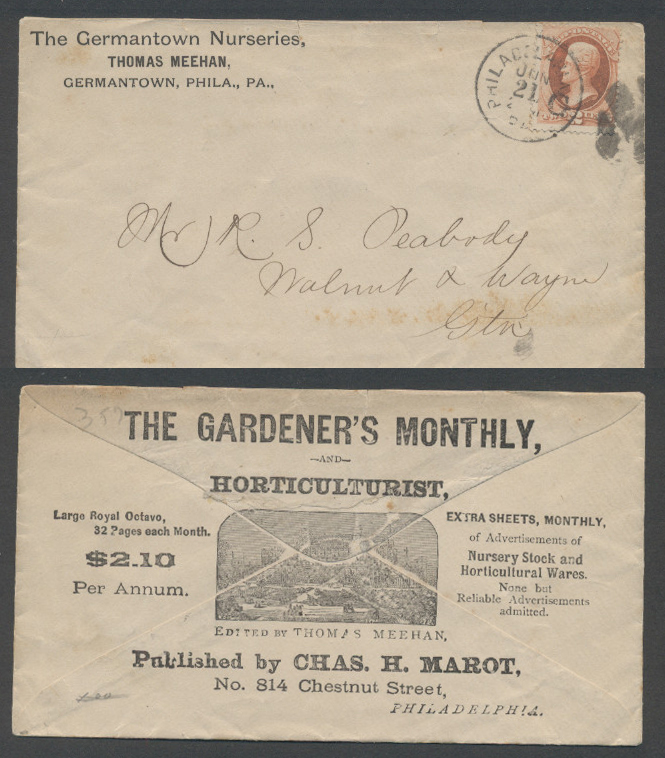 The Germantown Nurseries,
THOMAS MEEHAN,
GERMANTOWN, PHILA., PA.,
PHILADEL
JUN
21
Mr R. S. Peabody
Walnut & Wayne
Gtn
357
THE GARDENER'S MONTHLY,
—AND—
HORTICULTURIST,
Large Royal Octavo,
32 Pages each Month.
$2.10
Per Annum.
EXTRA SHEETS, MONTHLY,
of Advertisements of
Nursery Stock and
Horticultural Wares.
None but
Reliable Advertisements
admitted.
EDITED BY THOMAS MEEHAN,
Published by CHAS. H. MAROT,
No. 814 Chestnut Street,
PHILADELPHIA.